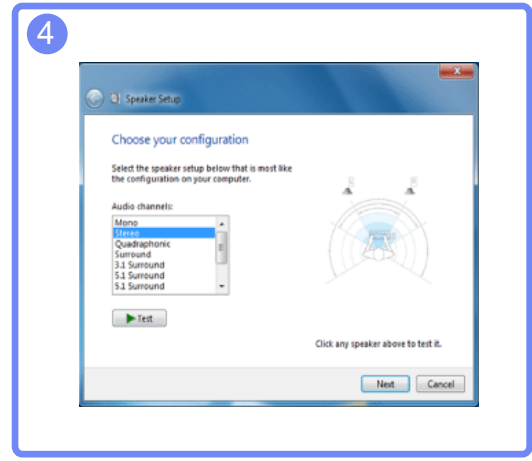 4
Speaker Setup
Choose your configuration
Select the speaker setup below that is most like
the configuration on your computer.
Audio channels:
Mono
Stereo
Quadraphonic
Surround
3.1 Surround
5.1 Surround
5.1 Surround
Test
L
R
Click any speaker above to test it.
Next
Cancel